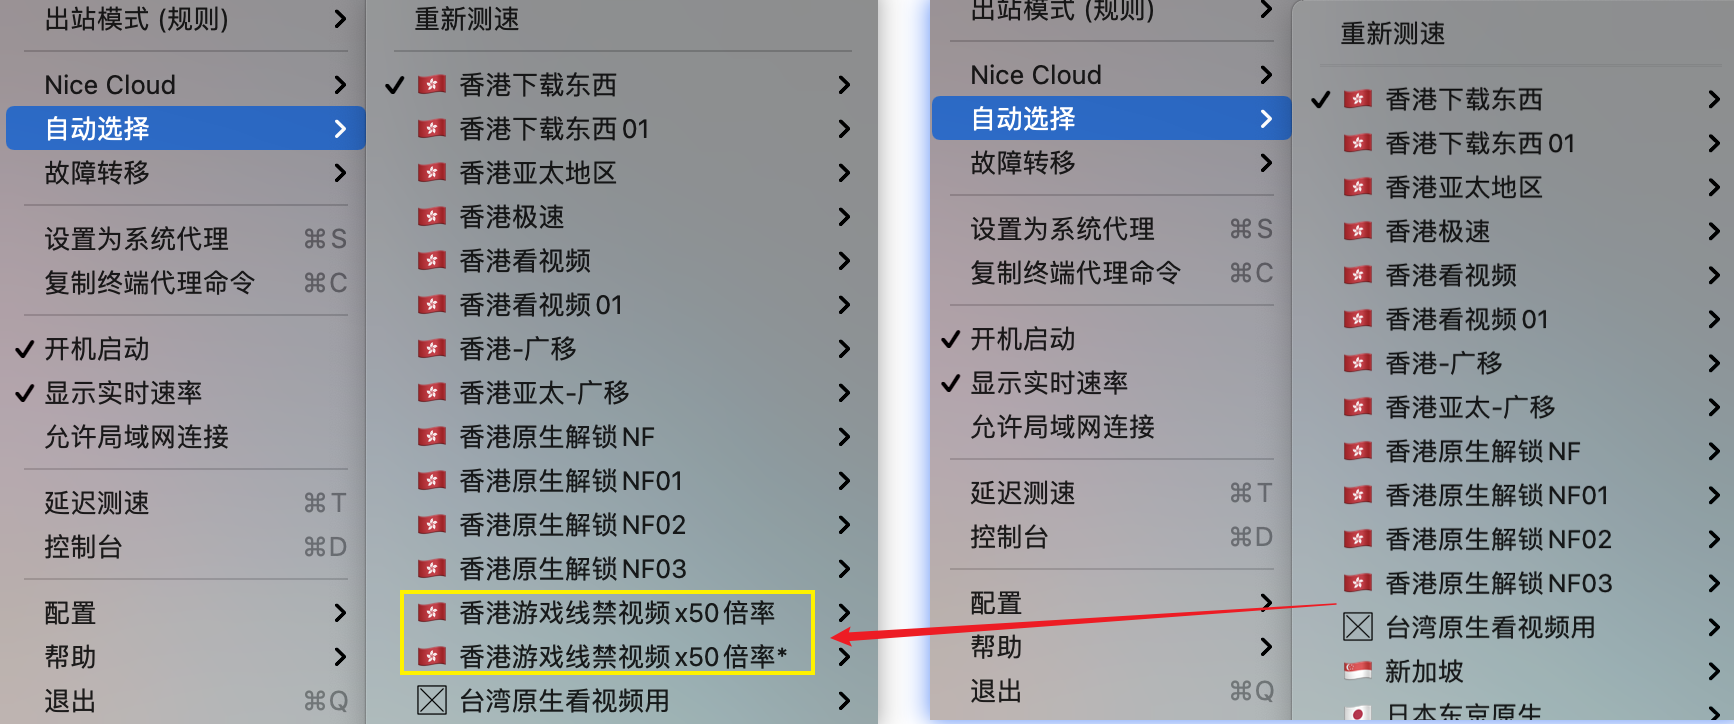 出站模式 (规则)
Nice Cloud
自动选择
故障转移
设置为系统代理 ⌘S
复制终端代理命令 ⌘C
✓ 开机启动
✓ 显示实时速率
允许局域网连接
延迟测速 ⌘T
控制台 ⌘D
配置
帮助
退出 ⌘Q
重新测速
✓ 🇭🇰 香港下载东西
🇭🇰 香港下载东西01
🇭🇰 香港亚太地区
🇭🇰 香港极速
🇭🇰 香港看视频
🇭🇰 香港看视频01
🇭🇰 香港-广移
🇭🇰 香港亚太-广移
🇭🇰 香港原生解锁NF
🇭🇰 香港原生解锁NF01
🇭🇰 香港原生解锁NF02
🇭🇰 香港原生解锁NF03
🇭🇰 香港游戏线禁视频x50倍率
🇭🇰 香港游戏线禁视频x50倍率*
台湾原生看视频用
出站模式 (规则)
Nice Cloud
自动选择
故障转移
设置为系统代理 ⌘S
复制终端代理命令 ⌘C
✓ 开机启动
✓ 显示实时速率
允许局域网连接
延迟测速 ⌘T
控制台 ⌘D
配置
帮助
退出 ⌘Q
重新测速
✓ 🇭🇰 香港下载东西
🇭🇰 香港下载东西01
🇭🇰 香港亚太地区
🇭🇰 香港极速
🇭🇰 香港看视频
🇭🇰 香港看视频01
🇭🇰 香港-广移
🇭🇰 香港亚太-广移
🇭🇰 香港原生解锁NF
🇭🇰 香港原生解锁NF01
🇭🇰 香港原生解锁NF02
🇭🇰 香港原生解锁NF03
台湾原生看视频用
🇸🇬 新加坡
🇯🇵 日本东京原生